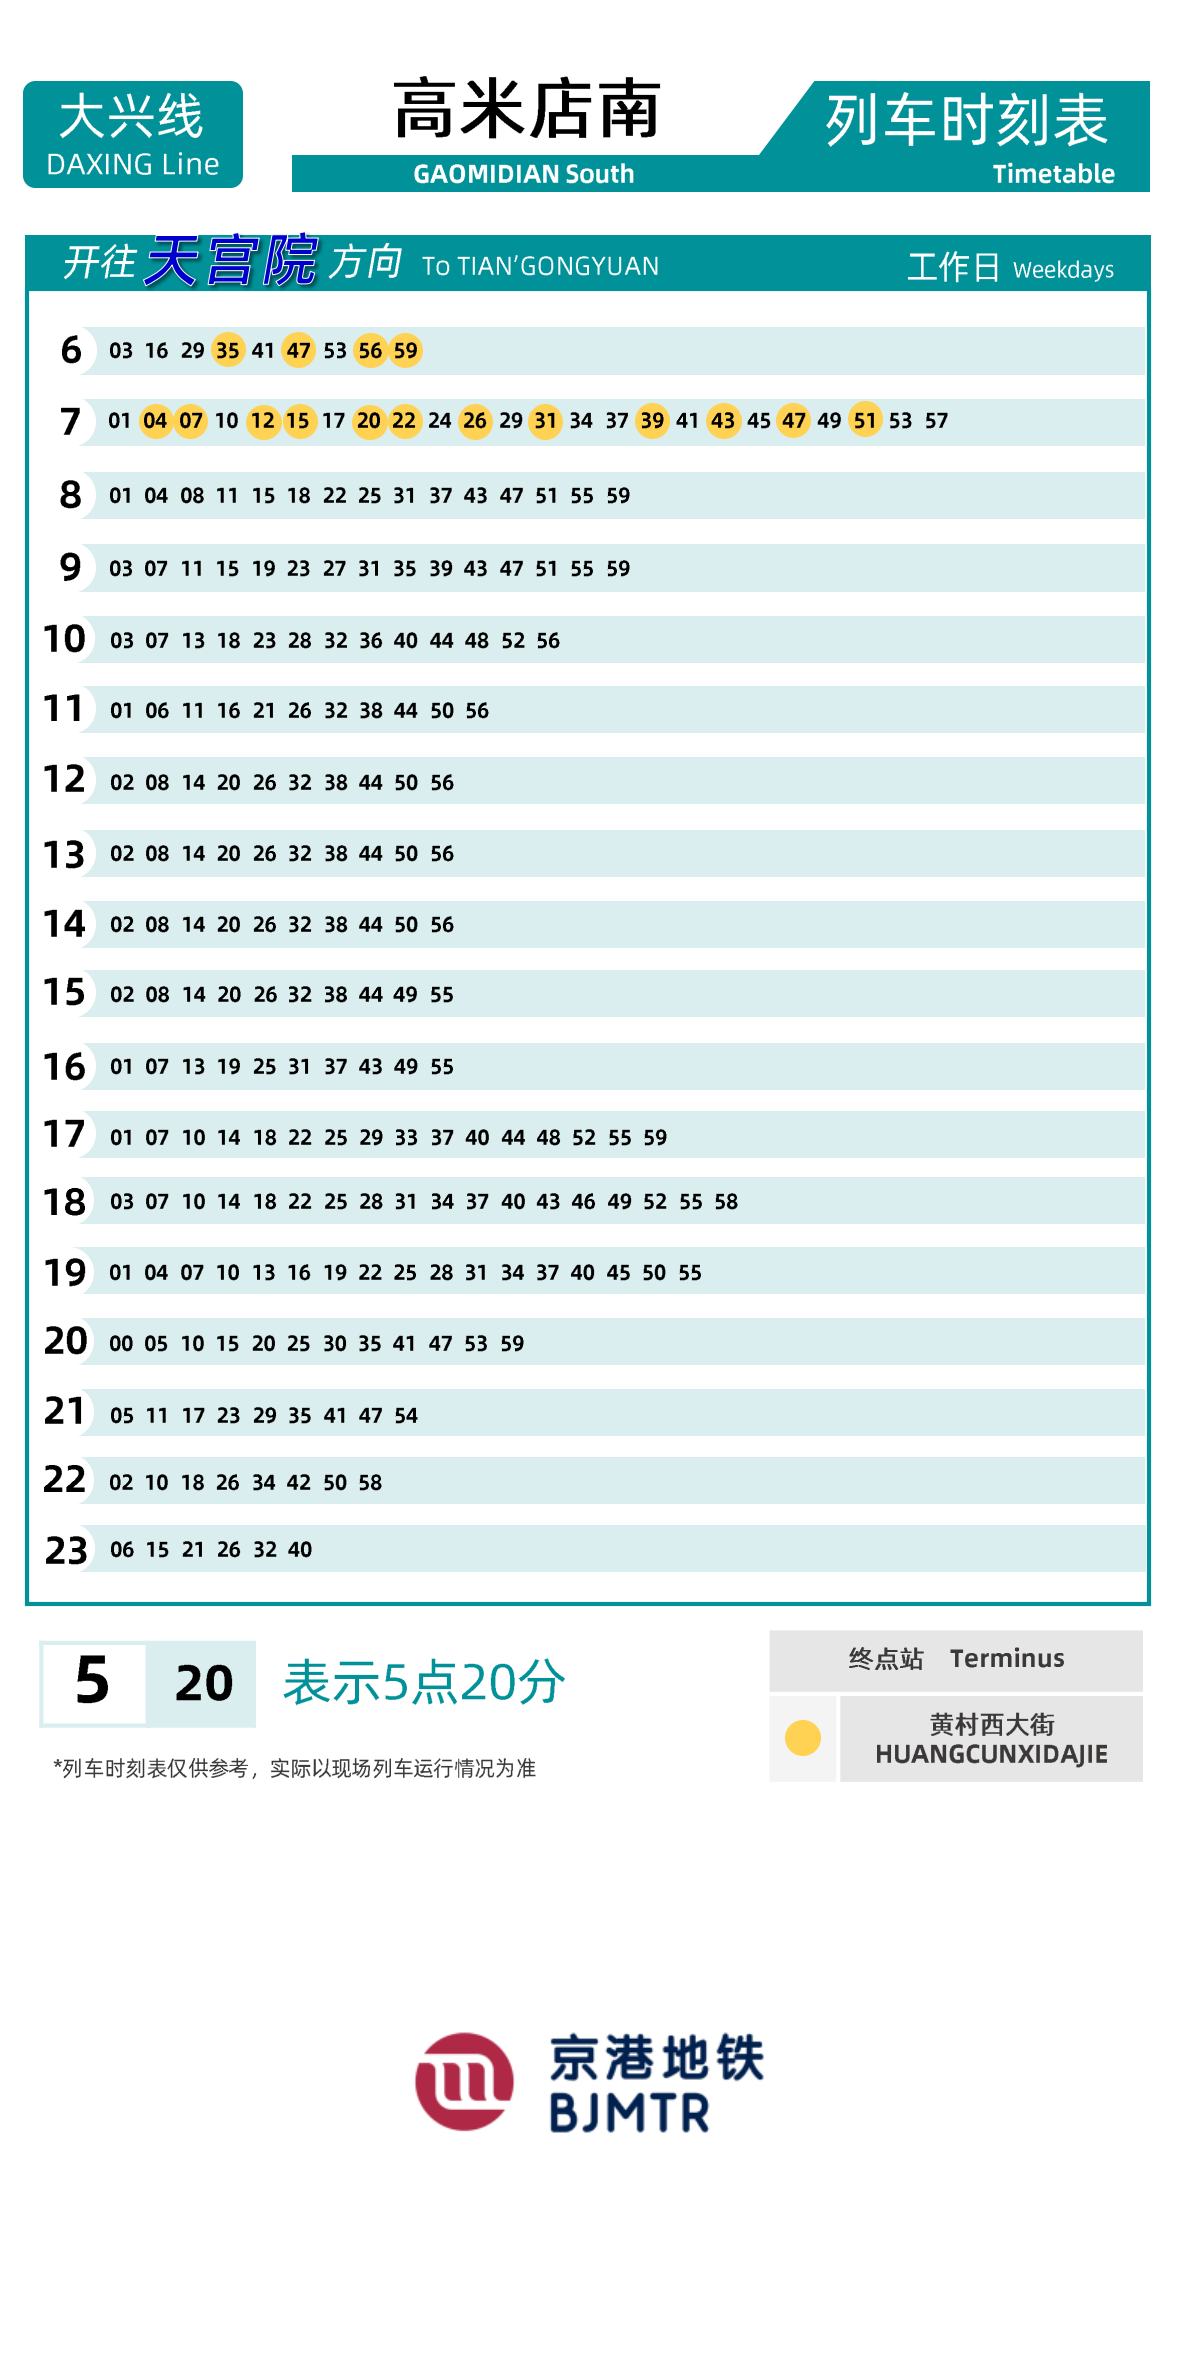 大兴线
DAXING Line
高米店南
GAOMIDIAN South
列车时刻表
Timetable
开往 天宫院 方向 To TIAN’GONGYUAN 工作日 Weekdays
6 03 16 29 35 41 47 53 56 59
7 01 04 07 10 12 15 17 20 22 24 26 29 31 34 37 39 41 43 45 47 49 51 53 57
8 01 04 08 11 15 18 22 25 31 37 43 47 51 55 59
9 03 07 11 15 19 23 27 31 35 39 43 47 51 55 59
10 03 07 13 18 23 28 32 36 40 44 48 52 56
11 01 06 11 16 21 26 32 38 44 50 56
12 02 08 14 20 26 32 38 44 50 56
13 02 08 14 20 26 32 38 44 50 56
14 02 08 14 20 26 32 38 44 50 56
15 02 08 14 20 26 32 38 44 49 55
16 01 07 13 19 25 31 37 43 49 55
17 01 07 10 14 18 22 25 29 33 37 40 44 48 52 55 59
18 03 07 10 14 18 22 25 28 31 34 37 40 43 46 49 52 55 58
19 01 04 07 10 13 16 19 22 25 28 31 34 37 40 45 50 55
20 00 05 10 15 20 25 30 35 41 47 53 59
21 05 11 17 23 29 35 41 47 54
22 02 10 18 26 34 42 50 58
23 06 15 21 26 32 40
5 20 表示5点20分
*列车时刻表仅供参考，实际以现场列车运行情况为准
终点站 Terminus
黄村西大街
HUANGCUNXIDAJIE
京港地铁
BJMTR